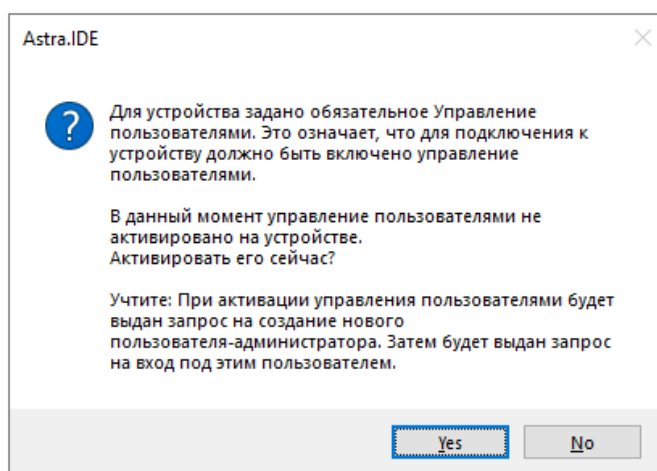 Astra.IDE
Для устройства задано обязательное Управление
пользователями. Это означает, что для подключения к
устройству должно быть включено управление
пользователями.
В данный момент управление пользователями не
активировано на устройстве.
Активировать его сейчас?
Учтите: При активации управления пользователями будет
выдан запрос на создание нового
пользователя-администратора. Затем будет выдан запрос
на вход под этим пользователем.
Yes
No